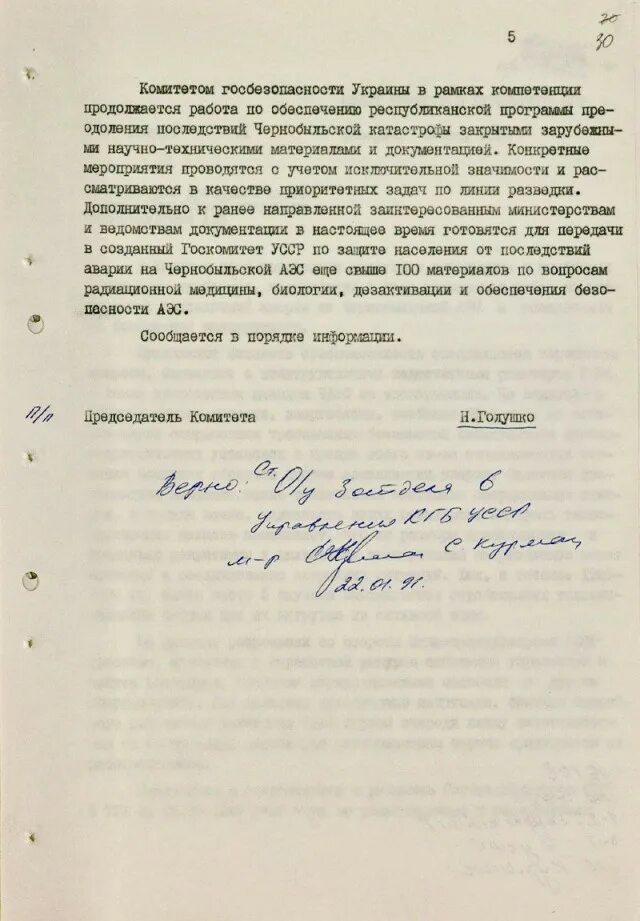 20
30
5
Комитетом госбезопасности Украины в рамках компетенции
продолжается работа по обеспечению республиканской программы пре-
одоления последствий Чернобыльской катастрофы закрытыми зарубежны-
ми научно-техническими материалами и документацией. Конкретные
мероприятия проводятся с учетом исключительной значимости и рас-
сматриваются в качестве приоритетных задач по линии разведки.
Дополнительно к ранее направленной заинтересованным министерствам
и ведомствам документации в настоящее время готовятся для передачи
в созданный Госкомитет УССР по защите населения от последствий
аварии на Чернобыльской АЭС еще свыше 100 материалов по вопросам
радиационной медицины, биологии, дезактивации и обеспечения безо-
пасности АЭС.
Сообщается в порядке информации.
п/п Председатель Комитета Н.Голушко
Верно: Ст. О/у 3 отдела 6
Управления КГБ УССР
м-р С Курман
22.01.91.